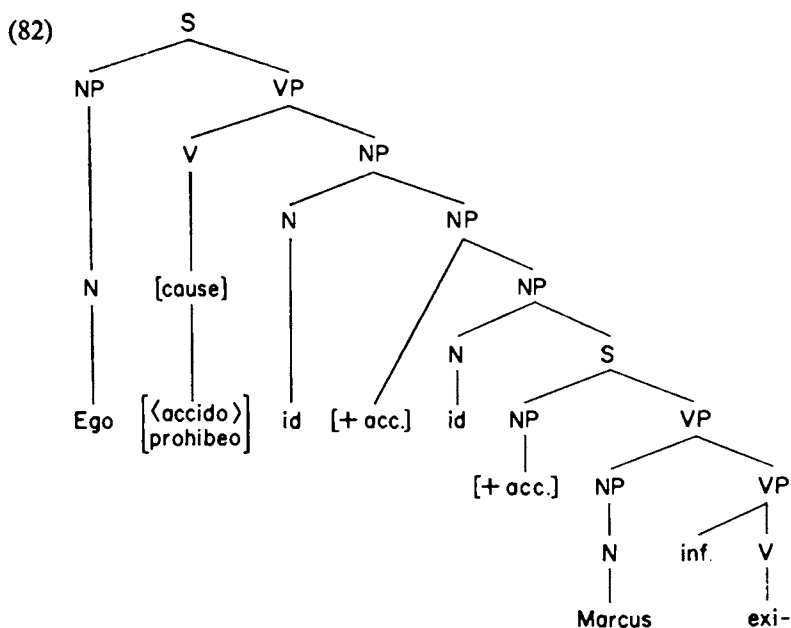 (82)
S
NP VP
V NP
N NP
N [cause] NP
N S
Ego [⟨accido⟩ prohibeo] id [+ acc.] id NP VP
[+ acc.] NP VP
N inf. V
Marcus exi-